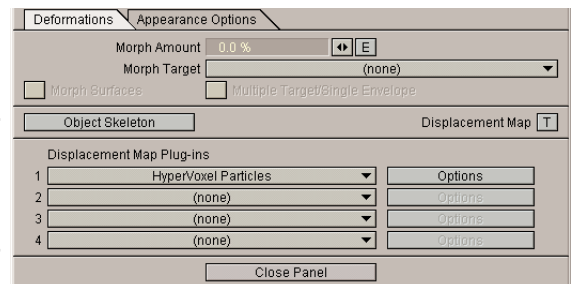 Deformations Appearance Options
Morph Amount 0.0 % E
Morph Target (none)
Morph Surfaces Multiple Target/Single Envelope
Object Skeleton Displacement Map T
Displacement Map Plug-ins
1 HyperVoxel Particles Options
2 (none) Options
3 (none) Options
4 (none) Options
Close Panel